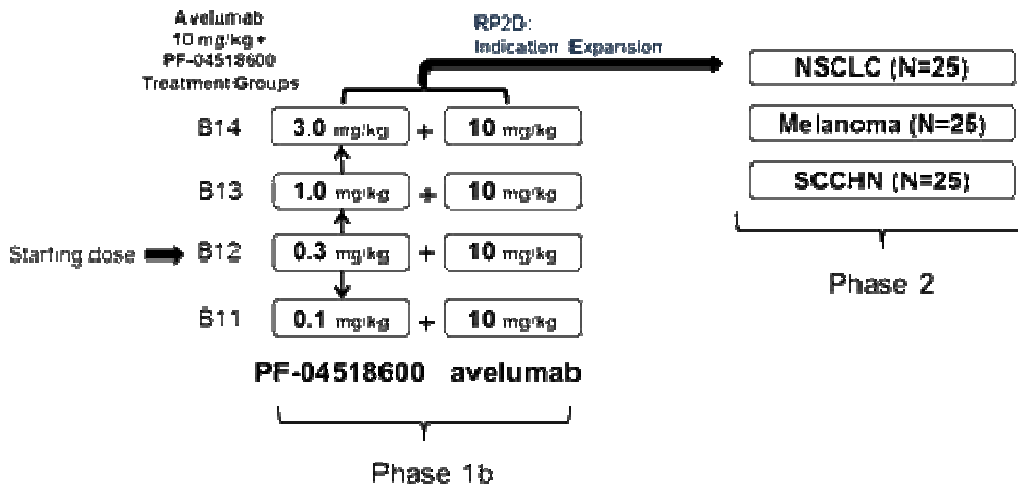 Avelumab
10 mg/kg +
PF-04518600
Treatment Groups
RP2D:
Indication Expansion
NSCLC (N=25)
Melanoma (N=25)
SCCHN (N=25)
Phase 2
B14 3.0 mg/kg + 10 mg/kg
B13 1.0 mg/kg + 10 mg/kg
Starting dose B12 0.3 mg/kg + 10 mg/kg
B11 0.1 mg/kg + 10 mg/kg
PF-04518600 avelumab
Phase 1b